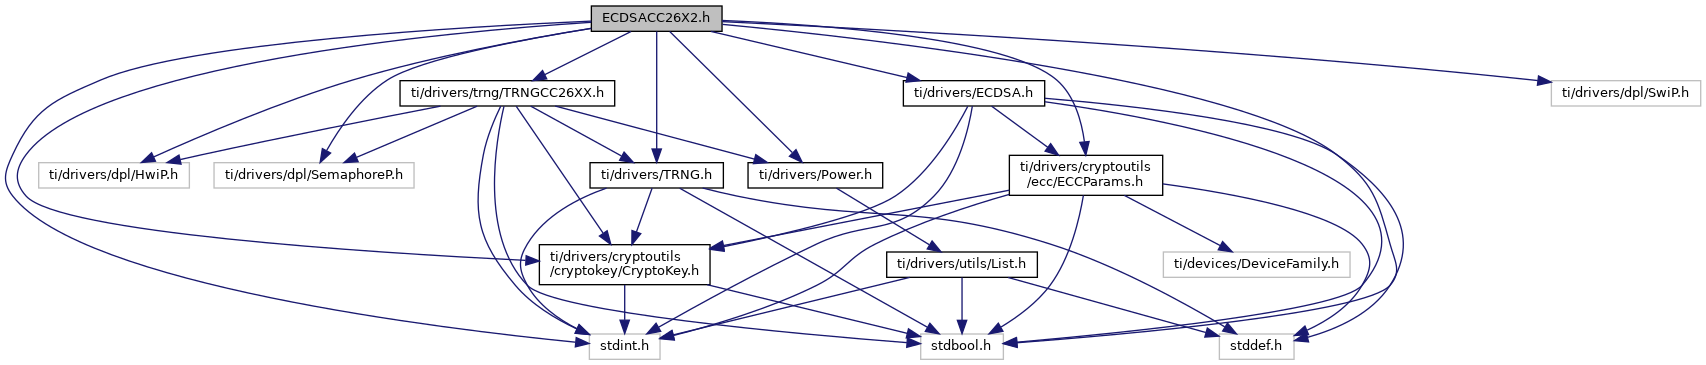 ECDSACC26X2.h
ti/drivers/trng/TRNGCC26XX.h
ti/drivers/ECDSA.h
ti/drivers/dpl/SwiP.h
ti/drivers/dpl/HwiP.h
ti/drivers/dpl/SemaphoreP.h
ti/drivers/TRNG.h
ti/drivers/Power.h
ti/drivers/cryptoutils
/ecc/ECCParams.h
ti/drivers/cryptoutils
/cryptokey/CryptoKey.h
ti/drivers/utils/List.h
ti/devices/DeviceFamily.h
stdint.h
stdbool.h
stddef.h